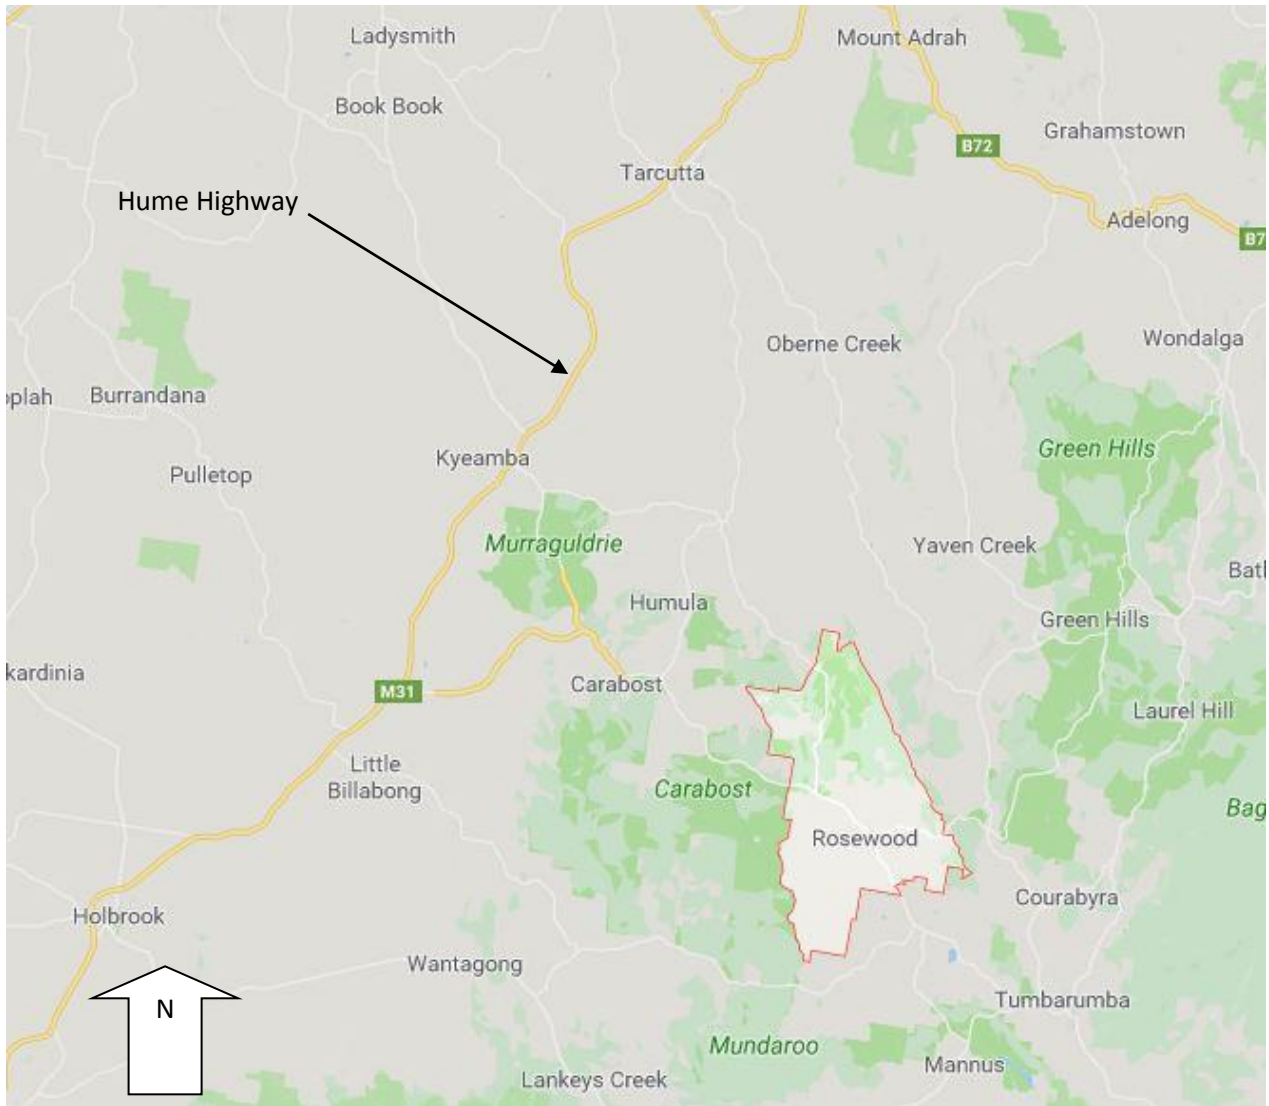 Ladysmith
Mount Adrah
Book Book
Grahamstown
B72
Tarcutta
Hume Highway
Adelong
B7
Oberne Creek
Wondalga
oplah
Burrandana
Green Hills
Kyeamba
Pulletop
Murraguldrie
Yaven Creek
Batl
Humula
Green Hills
kardinia
Carabost
M31
Laurel Hill
Little
Billabong
Carabost
Bag
Rosewood
Courabyra
Holbrook
Wantagong
N
Tumbarumba
Mundaroo
Mannus
Lankeys Creek